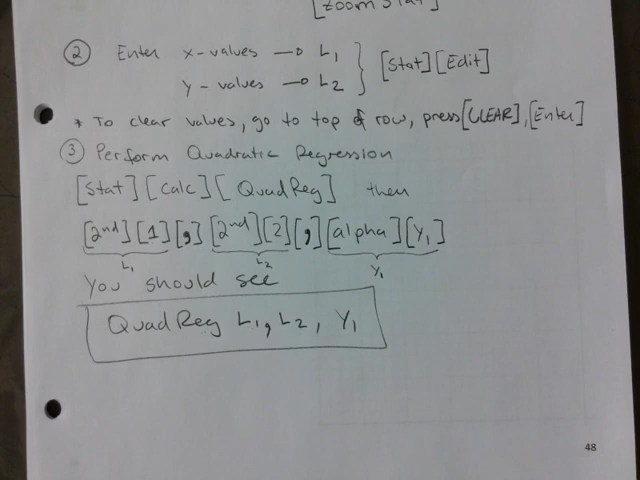 [Zoom Stat]
② Enter x-values → L₁ } [Stat][Edit]
y-values → L₂
* To clear values, go to top of row, press [CLEAR], [Enter]
③ Perform Quadratic Regression
[Stat][Calc][QuadReg] then
[2nd][1][,][2nd][2][,][alpha][Y₁]
L₁ L₂ Y₁
You should see
QuadReg L₁, L₂, Y₁
48